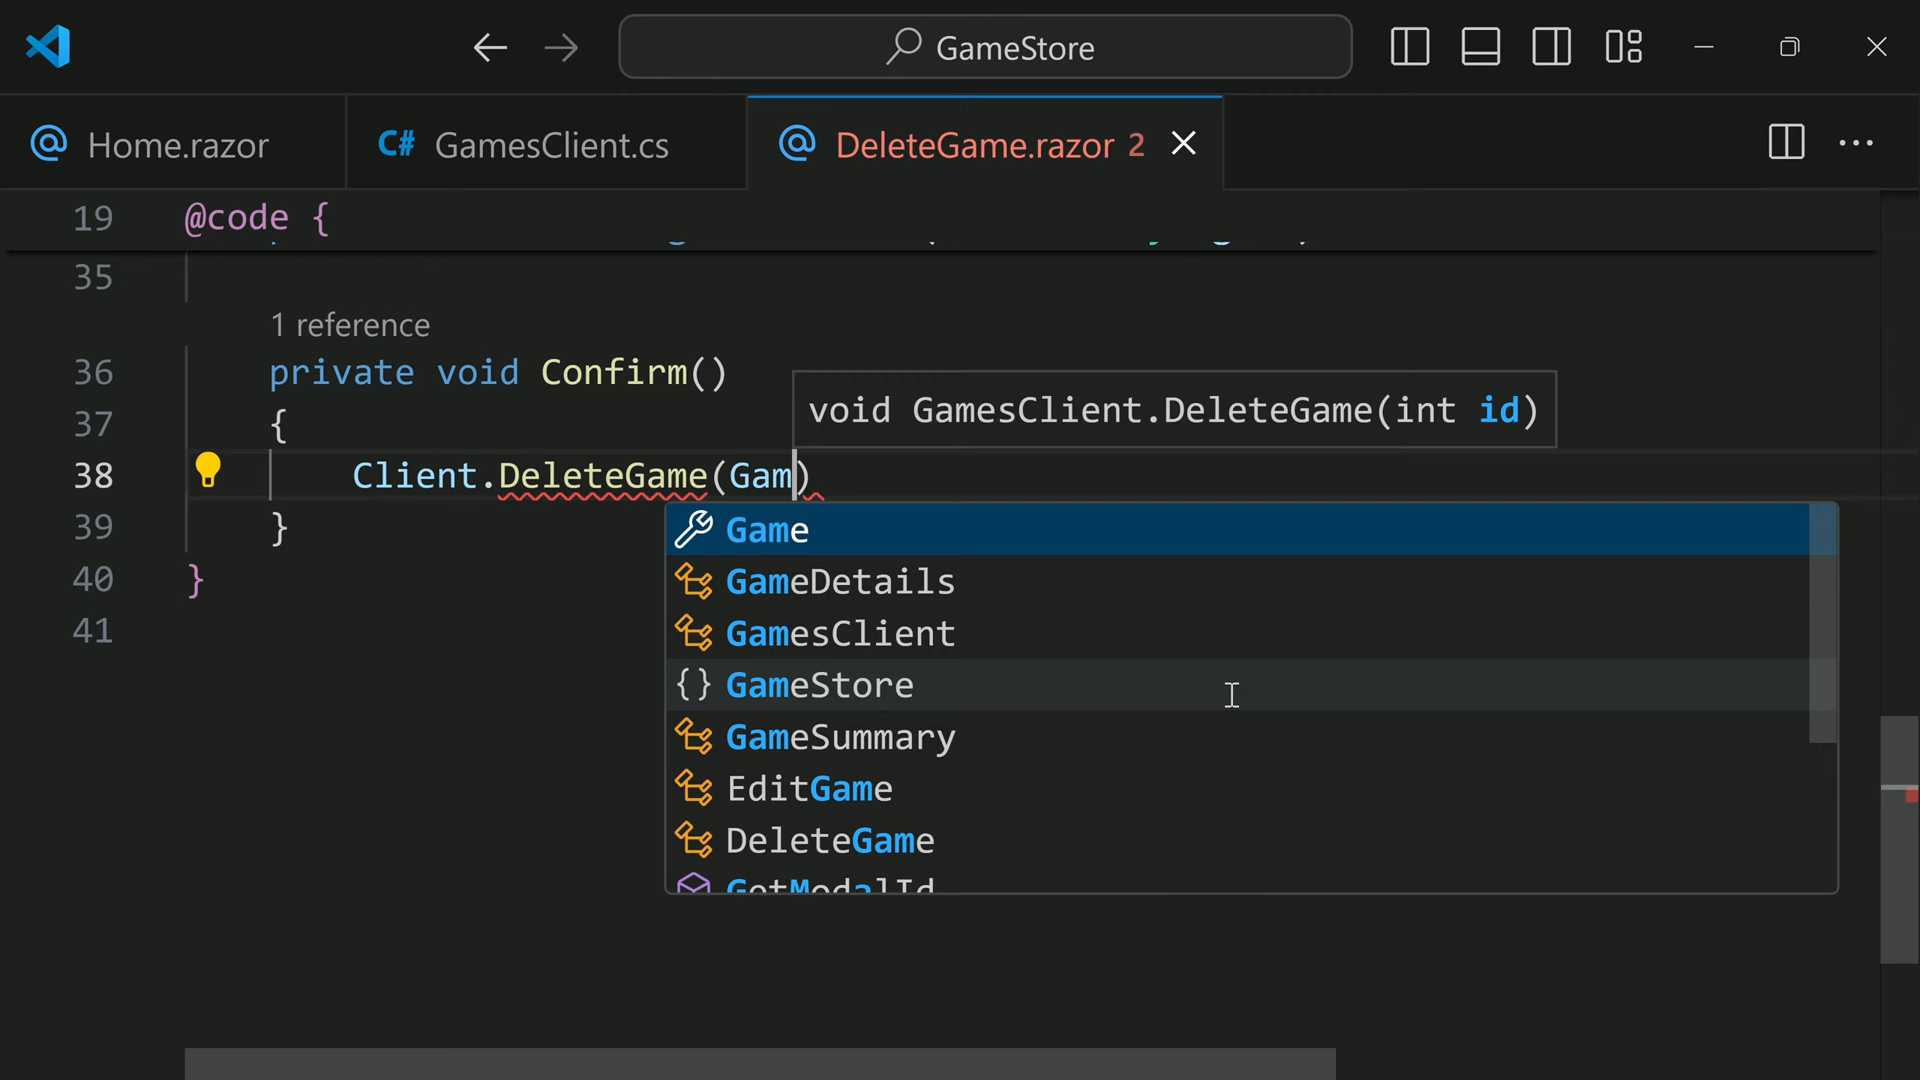 GameStore
Home.razor
C# GamesClient.cs
DeleteGame.razor 2
19 @code {
35
1 reference
36 private void Confirm()
37 {
void GamesClient.DeleteGame(int id)
38 Client.DeleteGame(Gam)
39 }
40 }
41
Game
GameDetails
GamesClient
{} GameStore
GameSummary
EditGame
DeleteGame
GetModalId